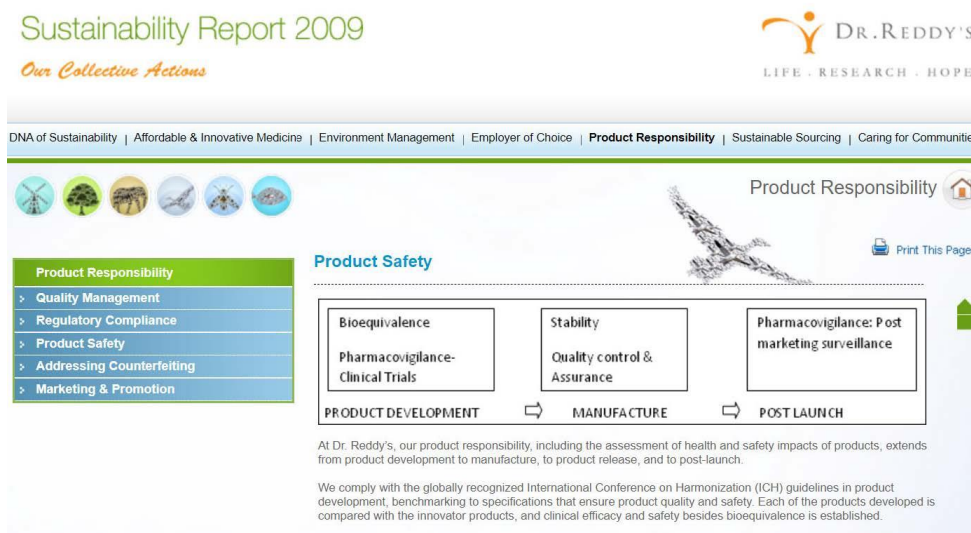 Sustainability Report 2009
Our Collective Actions
DR.REDDY'S
LIFE . RESEARCH . HOPE
DNA of Sustainability | Affordable & Innovative Medicine | Environment Management | Employer of Choice | Product Responsibility | Sustainable Sourcing | Caring for Communitie
Product Responsibility
Print This Page
Product Responsibility
Quality Management
Regulatory Compliance
Product Safety
Addressing Counterfeiting
Marketing & Promotion
Product Safety
Bioequivalence
Pharmacovigilance-
Clinical Trials
PRODUCT DEVELOPMENT
Stability
Quality control &
Assurance
MANUFACTURE
Pharmacovigilance: Post
marketing surveillance
POST LAUNCH
At Dr. Reddy's, our product responsibility, including the assessment of health and safety impacts of products, extends
from product development to manufacture, to product release, and to post-launch.
We comply with the globally recognized International Conference on Harmonization (ICH) guidelines in product
development, benchmarking to specifications that ensure product quality and safety. Each of the products developed is
compared with the innovator products, and clinical efficacy and safety besides bioequivalence is established.